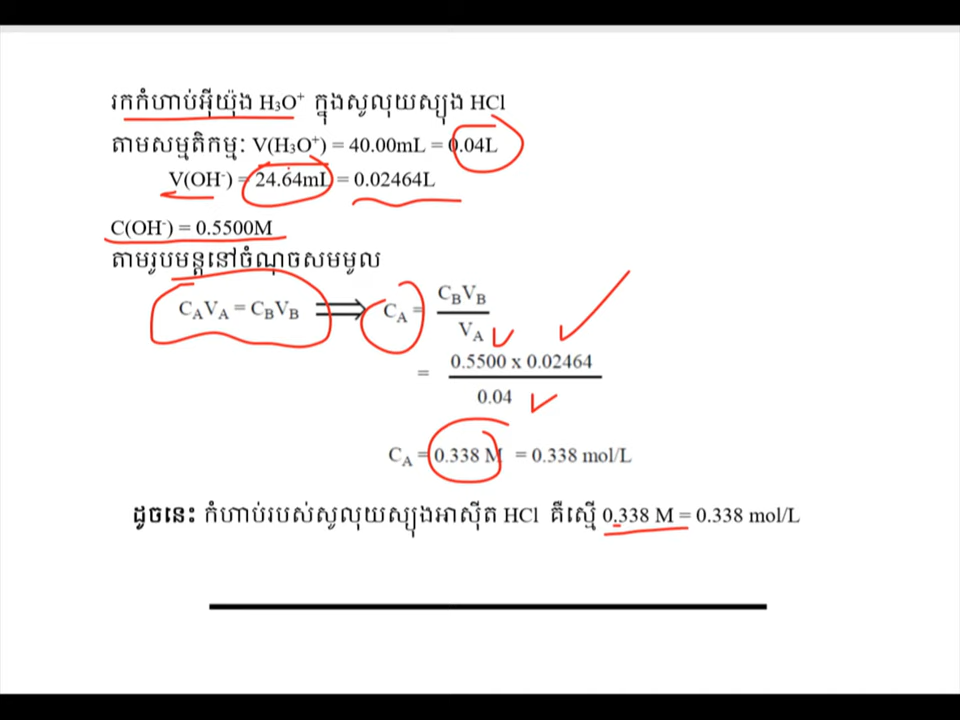 រកកំហាប់អ៊ីយ៉ុង H₃O⁺ ក្នុងសូលុយស្យុង HCl
តាមសម្មតិកម្ម: V(H₃O⁺) = 40.00mL = 0.04L
V(OH⁻) = 24.64mL = 0.02464L
C(OH⁻) = 0.5500M
តាមរូបមន្តនៅចំណុចសមមូល
CAVA = CBVB ⟹ CA = CBVB / VA
= 0.5500 x 0.02464 / 0.04
CA = 0.338 M = 0.338 mol/L
ដូចនេះ កំហាប់របស់សូលុយស្យុងអាស៊ីត HCl គឺស្មើ 0.338 M = 0.338 mol/L